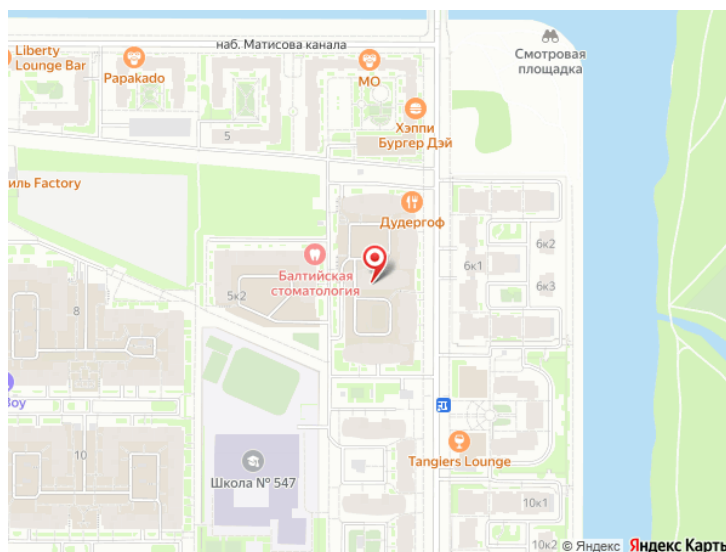 наб. Матисова канала
Смотровая
площадка
Liberty
Lounge Bar
Papakado
МО
5
Хэппи
Бургер Дэй
иль Factory
Дудергоф
6к2
6к1
6к3
Балтийская
стоматология
5к2
8
Boy
10
Школа № 547
Tangiers Lounge
10к1
10к2
© Яндекс Яндекс Карты